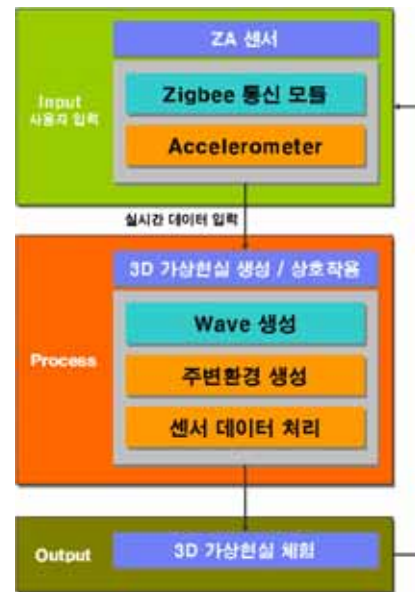 ZA 센서
Input
사용자 입력
Zigbee 통신 모듈
Accelerometer
실시간 데이터 입력
3D 가상현실 생성 / 상호작용
Process
Wave 생성
주변환경 생성
센서 데이터 처리
Output
3D 가상현실 체험